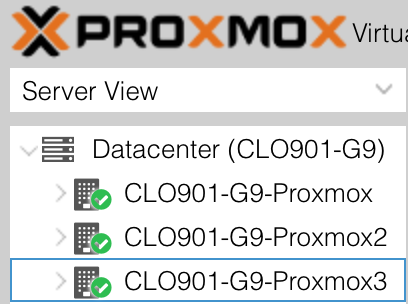 PROXMOX Virtua
Server View
Datacenter (CLO901-G9)
CLO901-G9-Proxmox
CLO901-G9-Proxmox2
CLO901-G9-Proxmox3